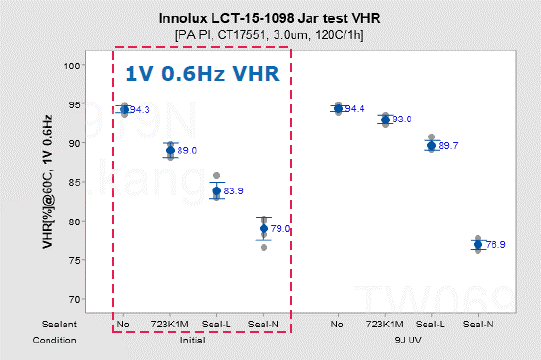 Innolux LCT-15-1098 Jar test VHR
[PA PI, CT17551, 3.0um, 120C/1h]
1V 0.6Hz VHR
VHR[%]@60C, 1V 0.6Hz
100
95
90
85
80
75
70
94.3
89.0
83.9
79.0
94.4
93.0
89.7
76.9
Sealant No 723K1M Seal-L Seal-N No 723K1M Seal-L Seal-N
Condition Initial 9J UV
TW069